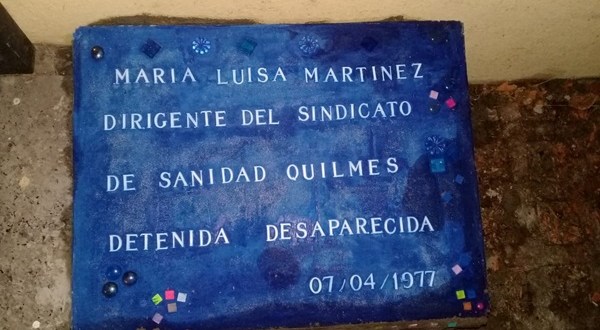 MARIA LUISA MARTINEZ
DIRIGENTE DEL SINDICATO
DE SANIDAD QUILMES
DETENIDA DESAPARECIDA
07/04/1977